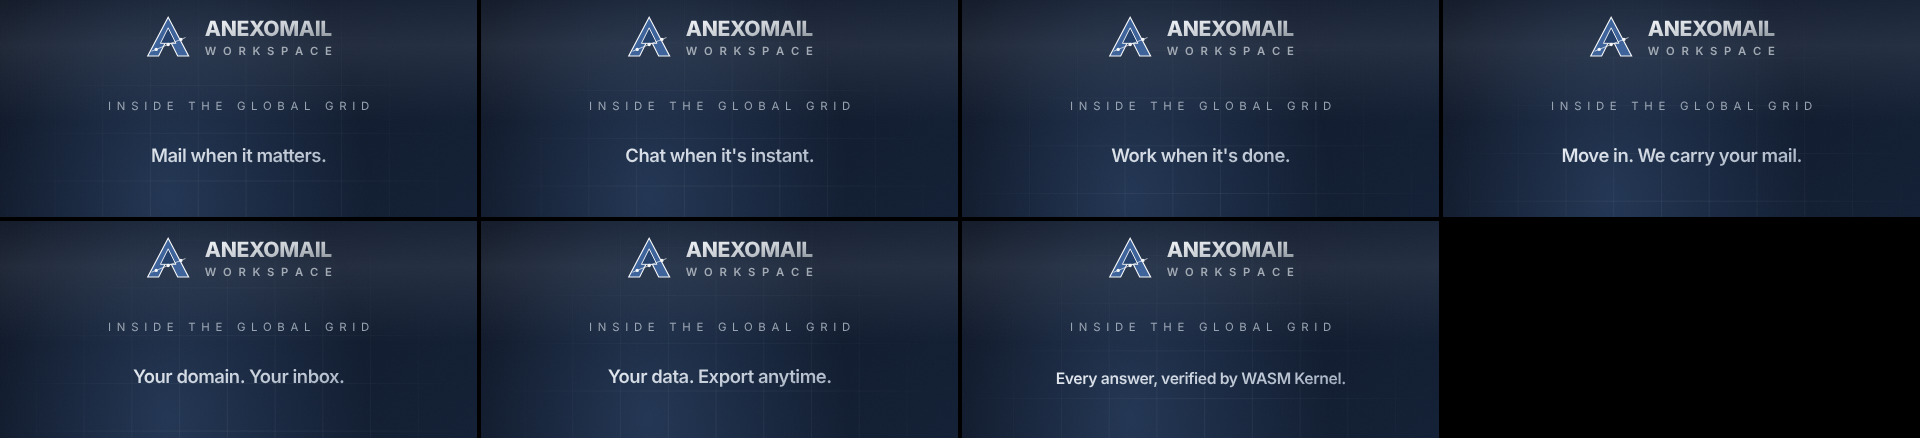 ANEXOMAIL
WORKSPACE
INSIDE THE GLOBAL GRID
Mail when it matters.
ANEXOMAIL
WORKSPACE
INSIDE THE GLOBAL GRID
Chat when it's instant.
ANEXOMAIL
WORKSPACE
INSIDE THE GLOBAL GRID
Work when it's done.
ANEXOMAIL
WORKSPACE
INSIDE THE GLOBAL GRID
Move in. We carry your mail.
ANEXOMAIL
WORKSPACE
INSIDE THE GLOBAL GRID
Your domain. Your inbox.
ANEXOMAIL
WORKSPACE
INSIDE THE GLOBAL GRID
Your data. Export anytime.
ANEXOMAIL
WORKSPACE
INSIDE THE GLOBAL GRID
Every answer, verified by WASM Kernel.